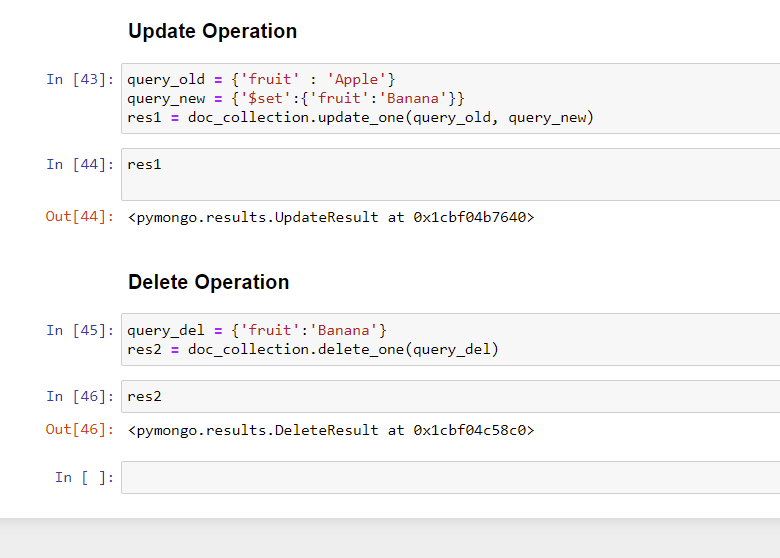 Update Operation
In [43]: query_old = {'fruit' : 'Apple'}
query_new = {'$set':{'fruit':'Banana'}}
res1 = doc_collection.update_one(query_old, query_new)
In [44]: res1
Out[44]: <pymongo.results.UpdateResult at 0x1cbf04b7640>
Delete Operation
In [45]: query_del = {'fruit':'Banana'}
res2 = doc_collection.delete_one(query_del)
In [46]: res2
Out[46]: <pymongo.results.DeleteResult at 0x1cbf04c58c0>
In [ ]: